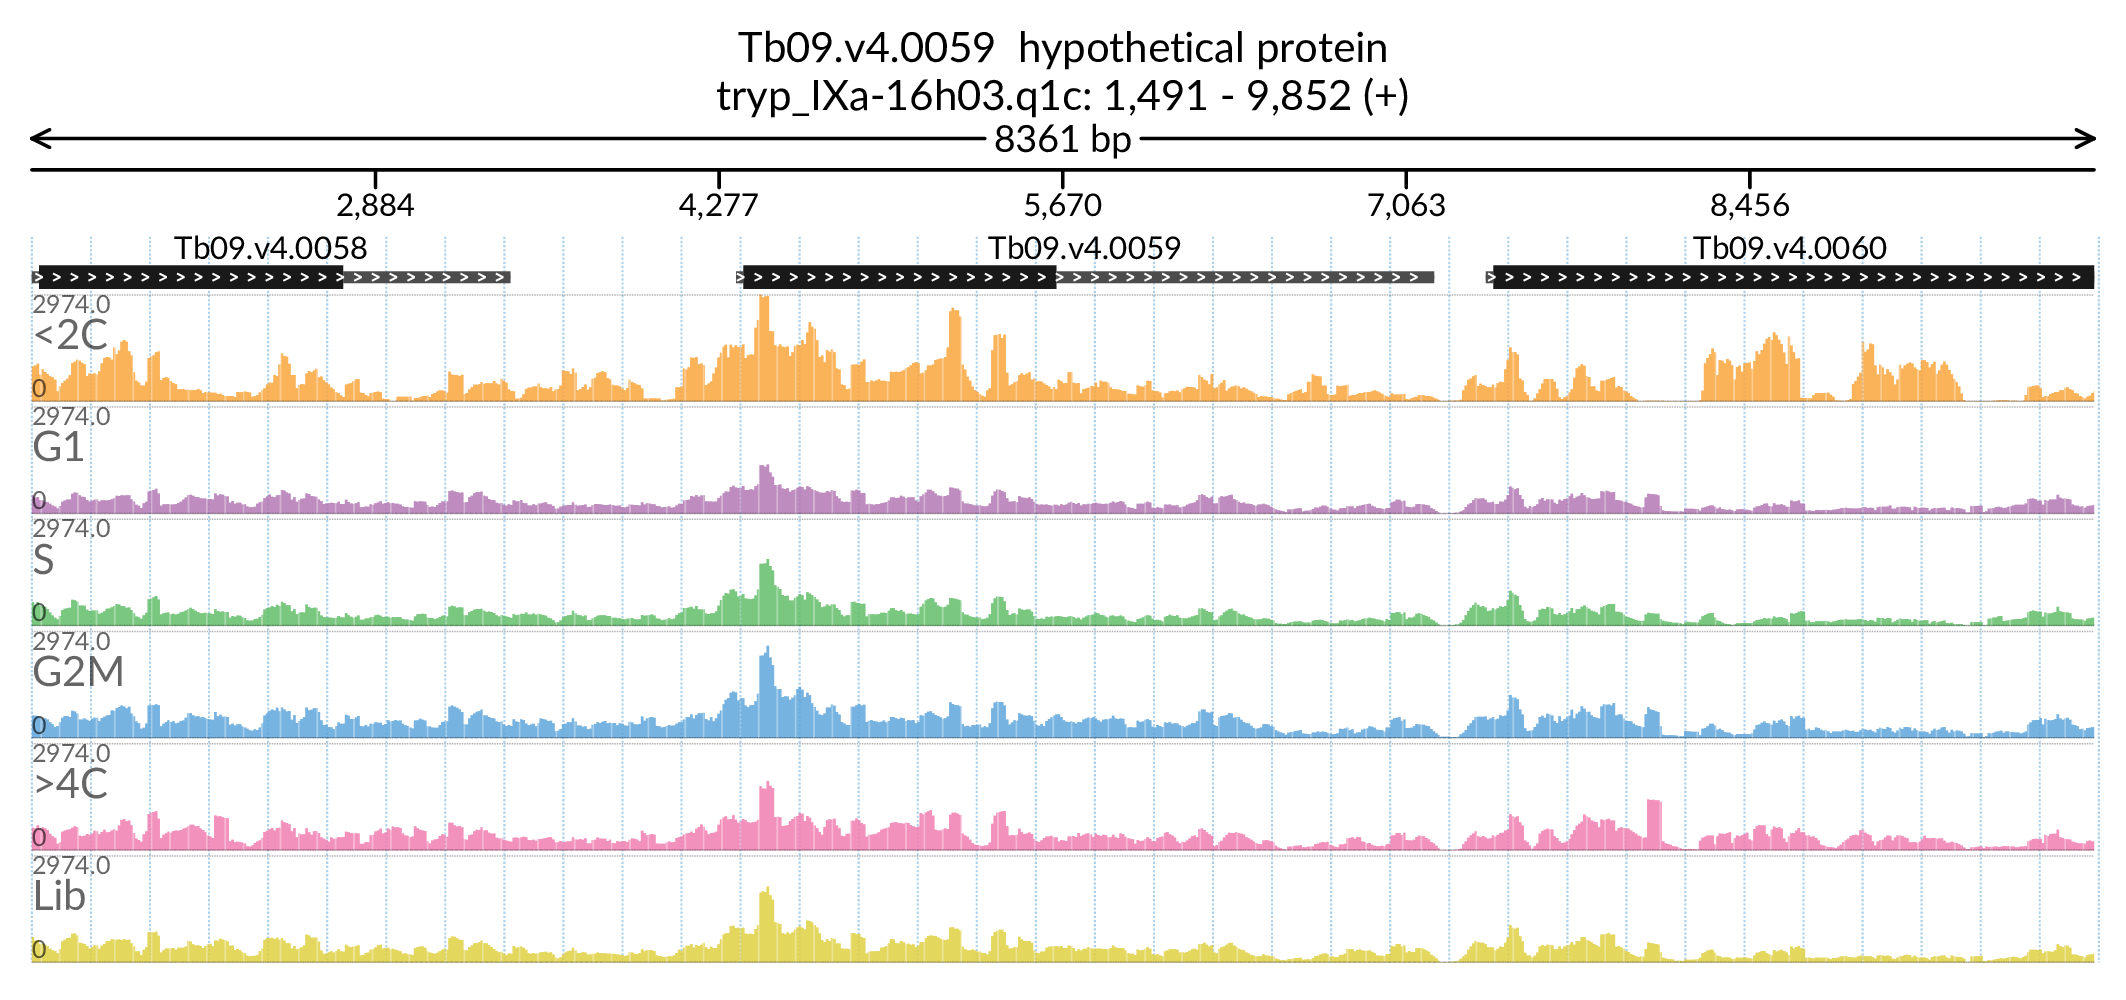 Tb09.v4.0059 hypothetical protein
tryp_IXa-16h03.q1c: 1,491 - 9,852 (+)
8361 bp
2,884 4,277 5,670 7,063 8,456
Tb09.v4.0058 Tb09.v4.0059 Tb09.v4.0060
2974.0
<2C
0
2974.0
G1
0
2974.0
S
0
2974.0
G2M
0
2974.0
>4C
0
2974.0
Lib
0